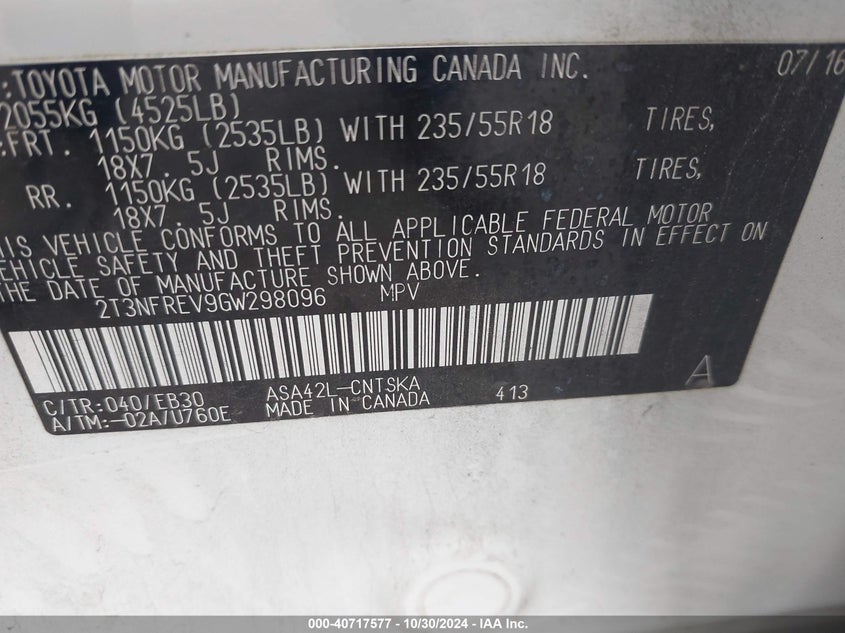 :TOYOTA MOTOR MANUFACTURING CANADA INC. 07/16
2055KG (4525LB)
:FRT. 1150KG (2535LB) WITH 235/55R18 TIRES,
18X7.5J RIMS.
RR. 1150KG (2535LB) WITH 235/55R18 TIRES,
18X7.5J RIMS.
HIS VEHICLE CONFORMS TO ALL APPLICABLE FEDERAL MOTOR
EHICLE SAFETY AND THEFT PREVENTION STANDARDS IN EFFECT ON
THE DATE OF MANUFACTURE SHOWN ABOVE.
2T3NFREV9GW298096 MPV
C/TR:040/EB30 ASA42L-CNTSKA 413 A
A/TM:-02A/U760E MADE IN CANADA
000-40717577 - 10/30/2024 - IAA Inc.